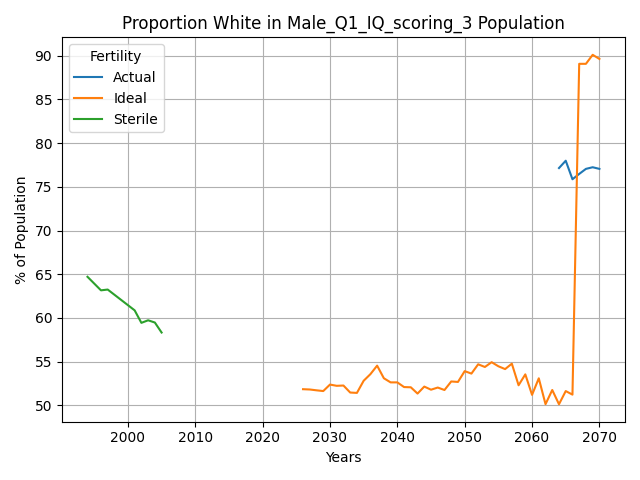 Proportion White in Male_Q1_IQ_scoring_3 Population
Fertility
Actual
Ideal
Sterile
% of Population
90
85
80
75
70
65
60
55
50
2000
2010
2020
2030
2040
2050
2060
2070
Years